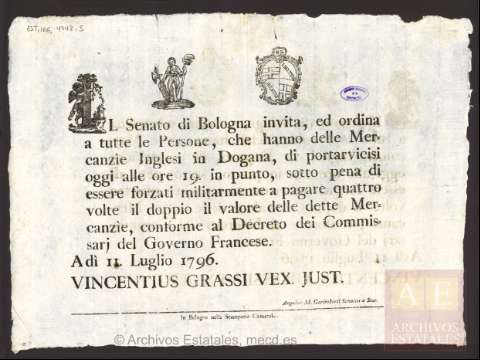 EST,166, 4748, 5
IL Senato di Bologna invita, ed ordina
a tutte le Persone, che hanno delle Mer-
canzìe Inglesi in Dogana, di portarvicisi
oggi alle ore 19. in punto, sotto pena di
essere forzati militarmente a pagare quattro
volte il doppio il valore delle dette Mer-
canzìe, conforme al Decreto dei Commis-
sarj del Governo Francese.
Adì 11 Luglio 1796.
VINCENTIUS GRASSI VEX. JUST.
In Bologna nella Stamperia Camerale.
© Archivos Estatales, mecd.es
AE
ARCHIVOS
ESTATALES